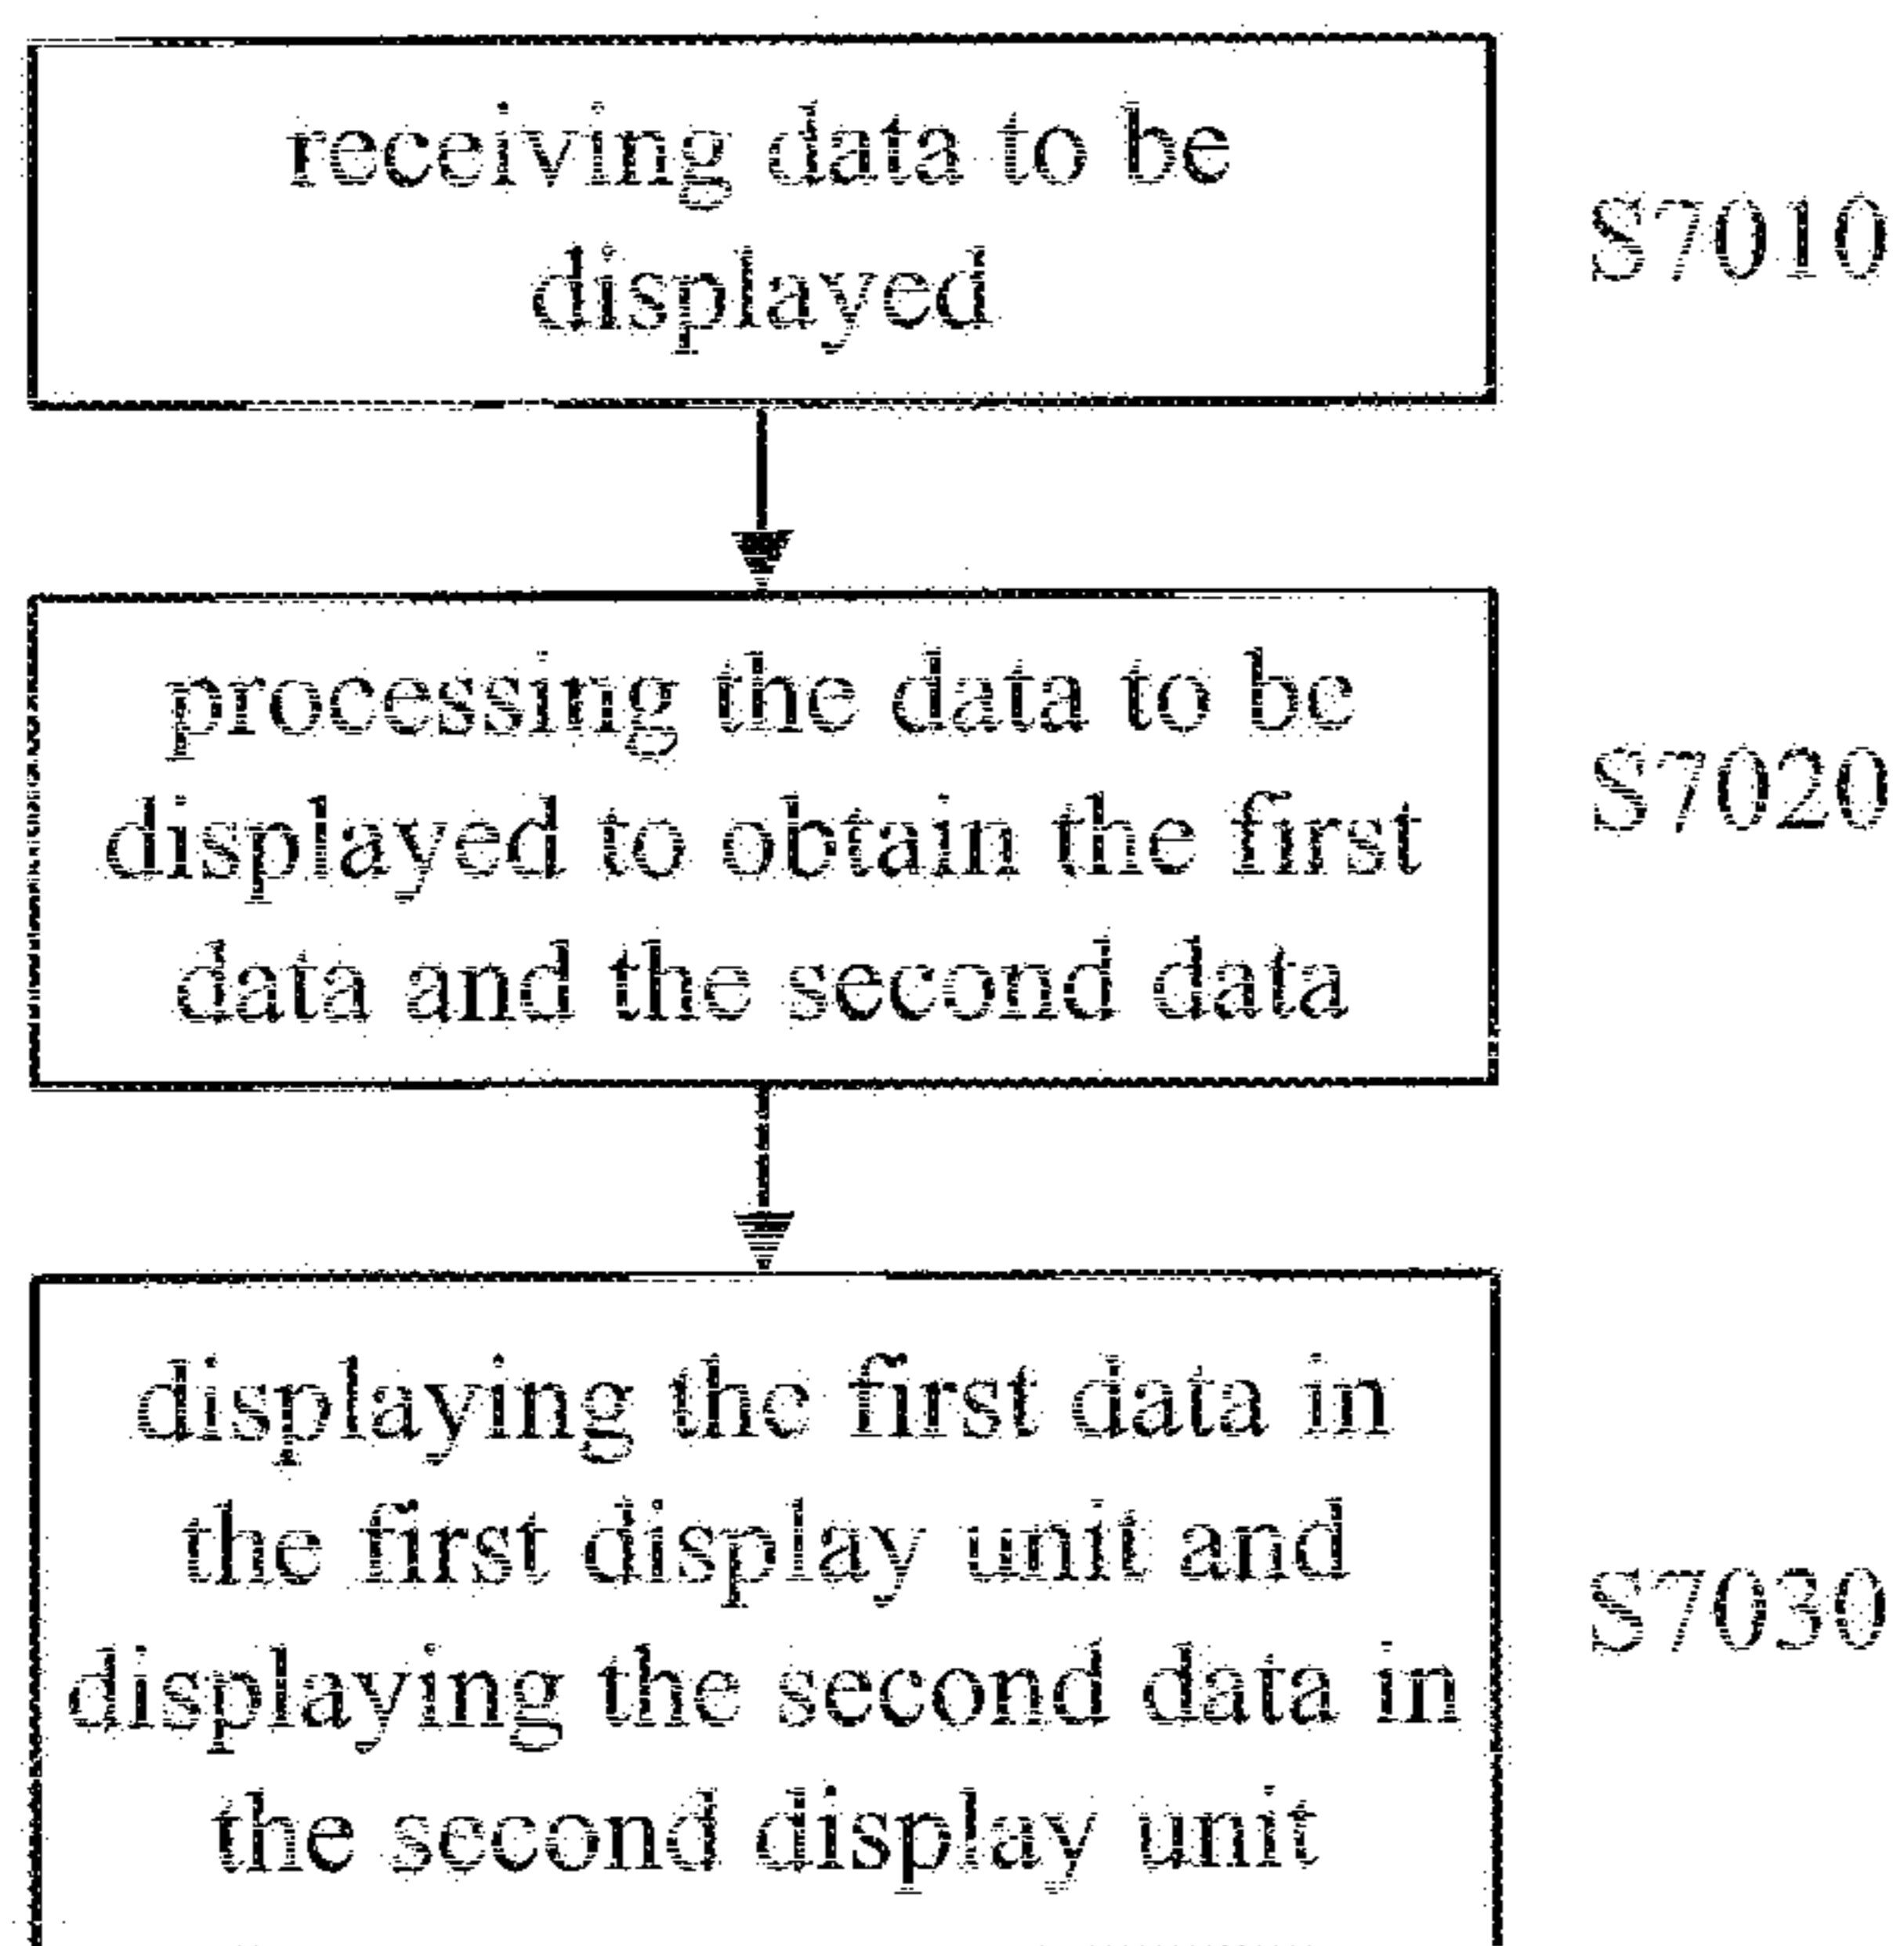 receiving data to be
displayed
S7010
processing the data to be
displayed to obtain the first
data and the second data
S7020
displaying the first data in
the first display unit and
displaying the second data in
the second display unit
S7030